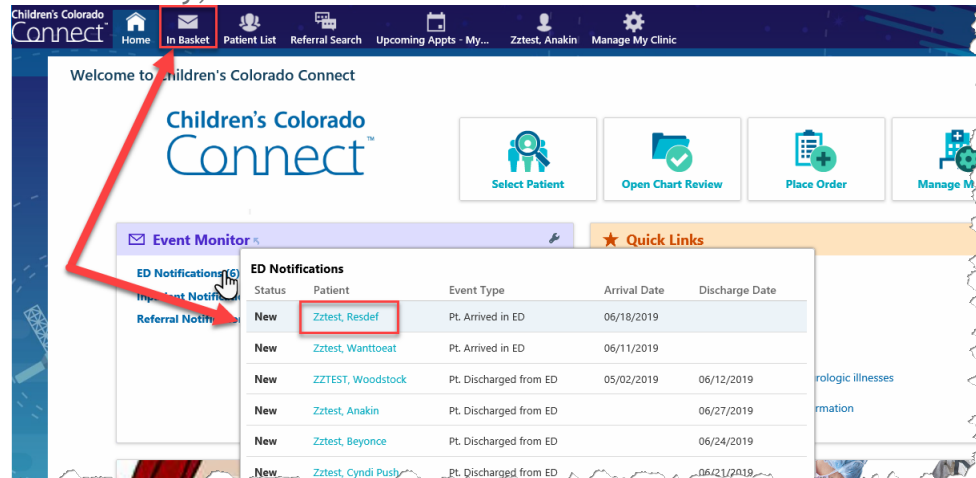 Children's Colorado
Connect
Home In Basket Patient List Referral Search Upcoming Appts - My... Zztest, Anakin Manage My Clinic
Welcome to Children's Colorado Connect
Children's Colorado
Connect™
Select Patient Open Chart Review Place Order Manage M
Event Monitor Quick Links
ED Notifications (6)
Referral
ED Notifications
Status Patient Event Type Arrival Date Discharge Date
New Zztest, Resdef Pt. Arrived in ED 06/18/2019
New Zztest, Wanttoeat Pt. Arrived in ED 06/11/2019
New ZZTEST, Woodstock Pt. Discharged from ED 05/02/2019 06/12/2019
rologic illnesses
New Zztest, Anakin Pt. Discharged from ED 06/27/2019
rmation
New Zztest, Beyonce Pt. Discharged from ED 06/24/2019
New Zztest, Cyndi Push Pt. Discharged from ED 06/21/2019